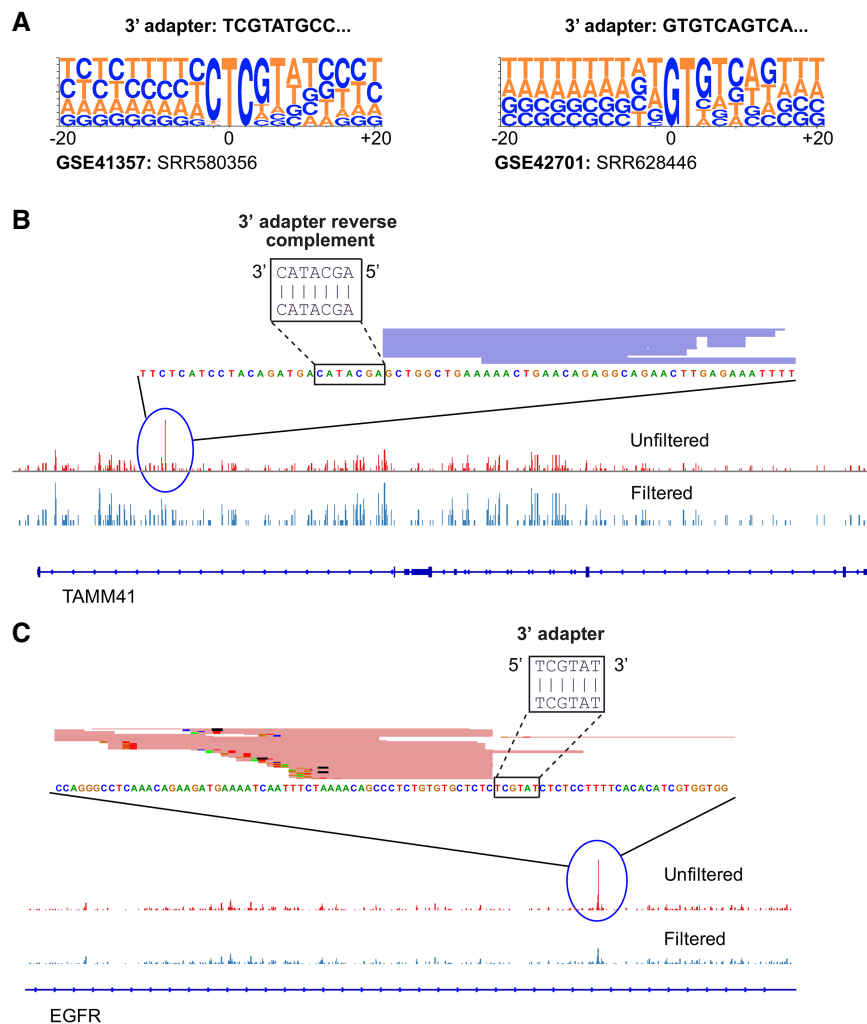 A
3’ adapter: TCGTATGCC...
3’ adapter: GTGTCAGTCA...
-20 0 +20
-20 0 +20
GSE41357: SRR580356
GSE42701: SRR628446
B
3’ adapter reverse
complement
3’ CATACGA 5’
CATACGA
TTCTCATCCTACAGATGACATACGAGCTGGCTGAAAAACTGAACAGAGGCAGAACTTGAGAAATTTT
Unfiltered
Filtered
TAMM41
C
3’ adapter
5’ TCGTAT 3’
TCGTAT
CCAGGGCCTCAAACAGAAGATGAAAATCAATTTCTAAAACAGCCCTCTGTGTGCTCTCTCGTATCTCTCCTTTTCACACATCGTGGTGG
Unfiltered
Filtered
EGFR